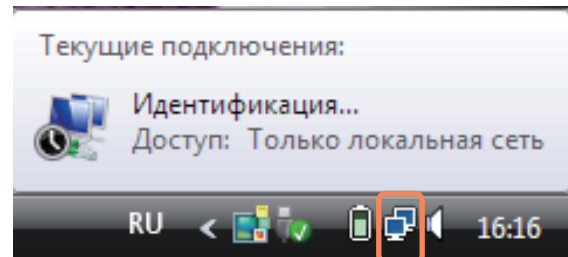 Текущие подключения:
Идентификация...
Доступ: Только локальная сеть
RU < 16:16